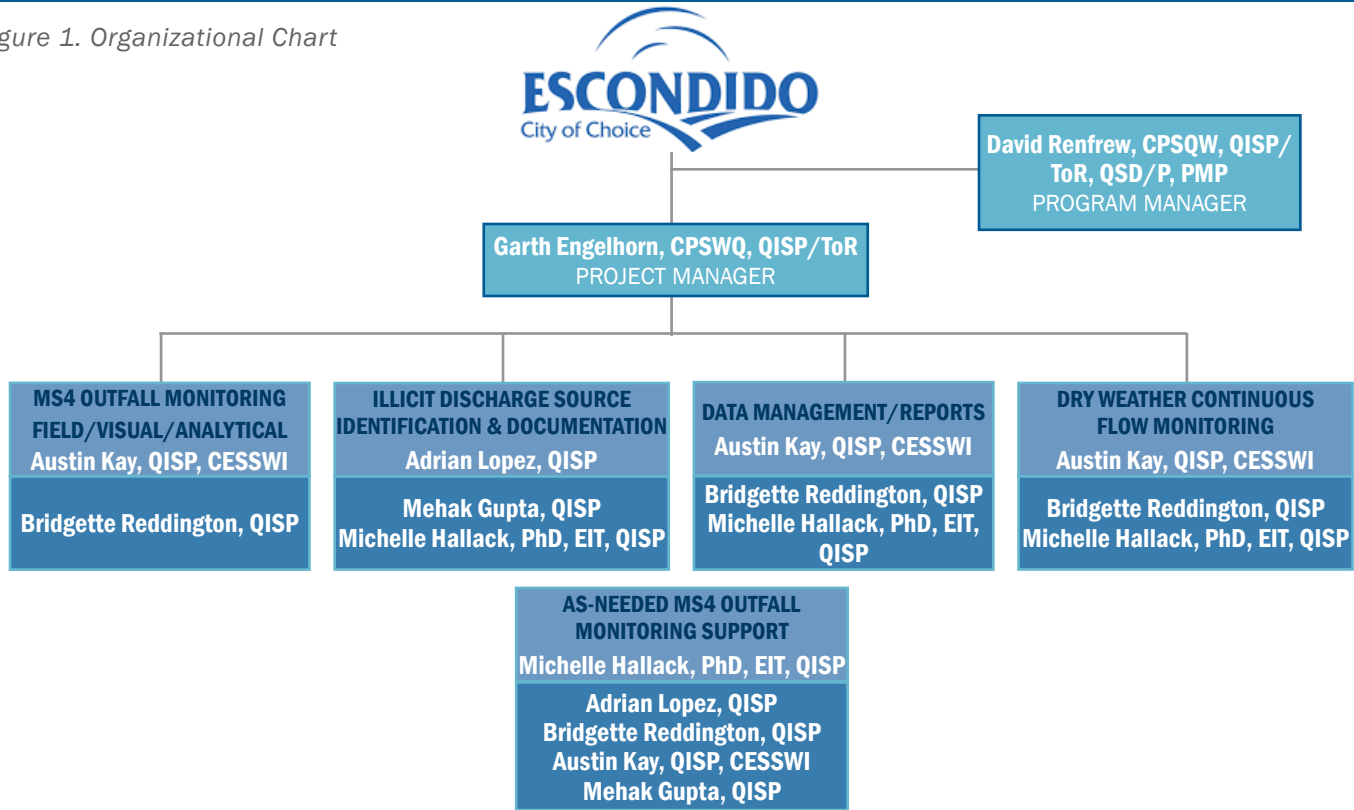 gure 1. Organizational Chart
ESCONDIDO
City of Choice
David Renfrew, CPSQW, QISP/
ToR, QSD/P, PMP
PROGRAM MANAGER
Garth Engelhorn, CPSWQ, QISP/ToR
PROJECT MANAGER
MS4 OUTFALL MONITORING
FIELD/VISUAL/ANALYTICAL
Austin Kay, QISP, CESSWI
Bridgette Reddington, QISP
ILLICIT DISCHARGE SOURCE
IDENTIFICATION & DOCUMENTATION
Adrian Lopez, QISP
Mehak Gupta, QISP
Michelle Hallack, PhD, EIT, QISP
DATA MANAGEMENT/REPORTS
Austin Kay, QISP, CESSWI
Bridgette Reddington, QISP
Michelle Hallack, PhD, EIT,
QISP
DRY WEATHER CONTINUOUS
FLOW MONITORING
Austin Kay, QISP, CESSWI
Bridgette Reddington, QISP
Michelle Hallack, PhD, EIT, QISP
AS-NEEDED MS4 OUTFALL
MONITORING SUPPORT
Michelle Hallack, PhD, EIT, QISP
Adrian Lopez, QISP
Bridgette Reddington, QISP
Austin Kay, QISP, CESSWI
Mehak Gupta, QISP